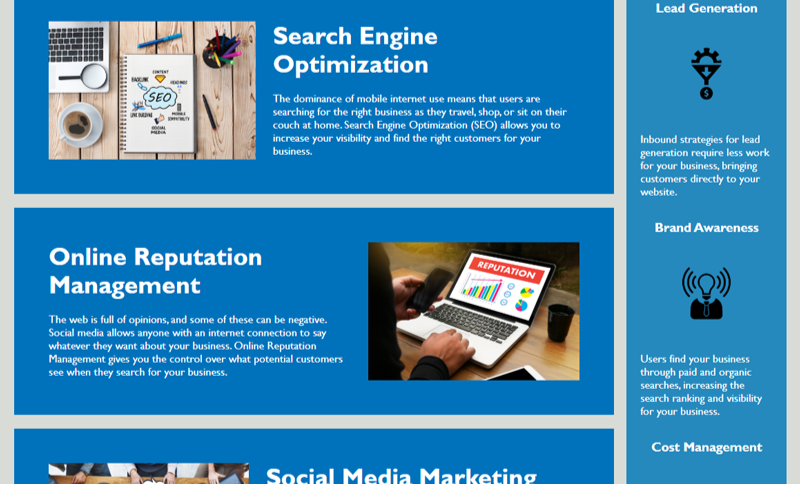 Search Engine
Optimization
The dominance of mobile internet use means that users are
searching for the right business as they travel, shop, or sit on their
couch at home. Search Engine Optimization (SEO) allows you to
increase your visibility and find the right customers for your
business.
CONTENT
BACKLINK
KEYWORDS
SEO
LINK BUILDING
MOBILE
COMPATIBILITY
SOCIAL
MEDIA
Online Reputation
Management
The web is full of opinions, and some of these can be negative.
Social media allows anyone with an internet connection to say
whatever they want about your business. Online Reputation
Management gives you the control over what potential customers
see when they search for your business.
REPUTATION
Social Media Marketing
Lead Generation
Inbound strategies for lead
generation require less work
for your business, bringing
customers directly to your
website.
Brand Awareness
Users find your business
through paid and organic
searches, increasing the
search ranking and visibility
for your business.
Cost Management